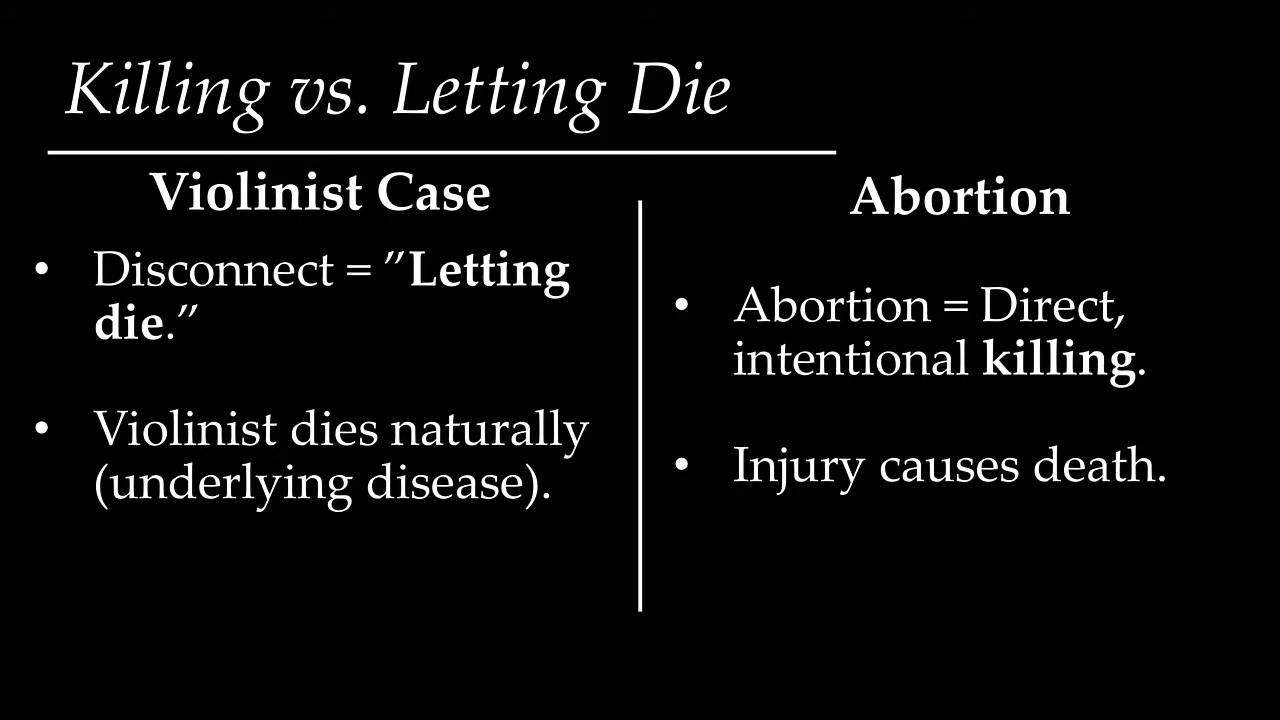 Killing vs. Letting Die
Violinist Case
• Disconnect = ”Letting
die.”
• Violinist dies naturally
(underlying disease).
Abortion
• Abortion = Direct,
intentional killing.
• Injury causes death.